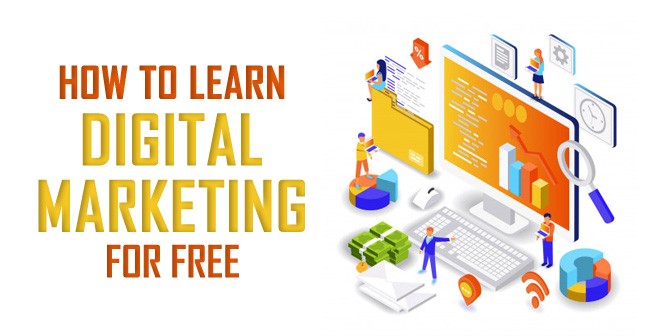 HOW TO LEARN
DIGITAL
MARKETING
FOR FREE
%